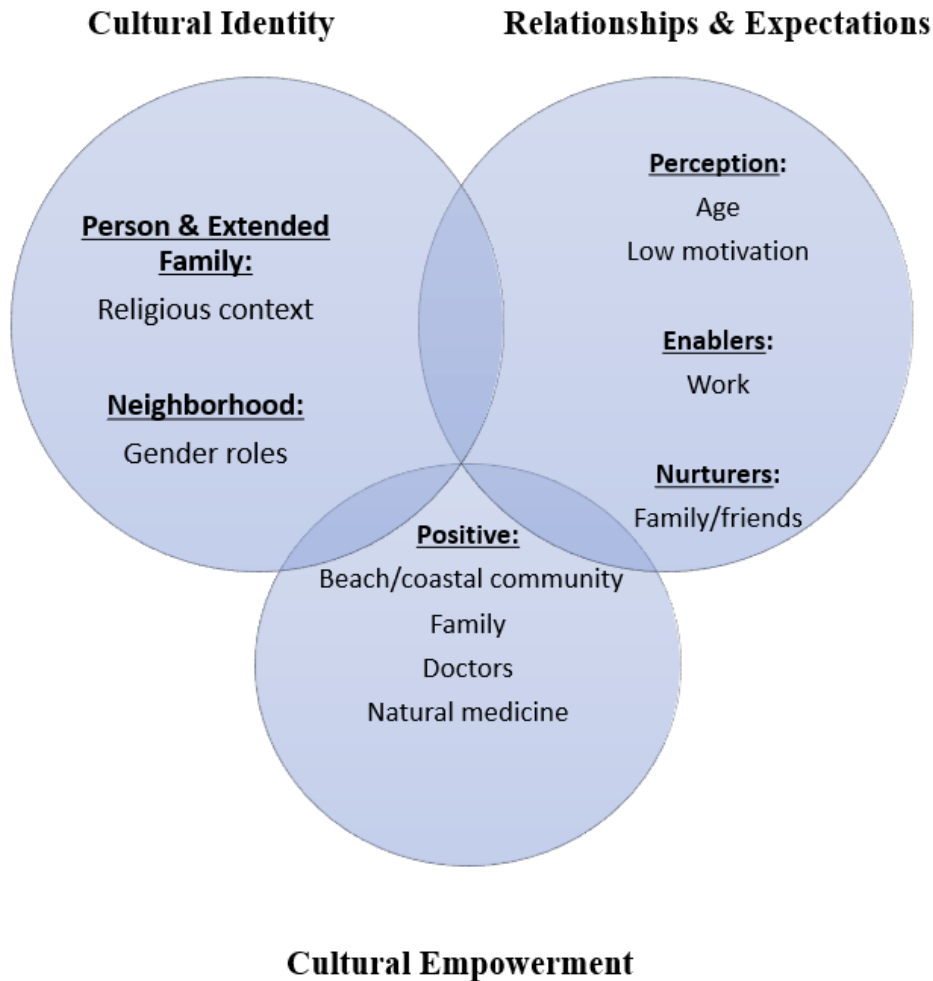 Cultural Identity
Relationships & Expectations
Person & Extended
Family:
Religious context
Neighborhood:
Gender roles
Perception:
Age
Low motivation
Enablers:
Work
Nurturers:
Family/friends
Positive:
Beach/coastal community
Family
Doctors
Natural medicine
Cultural Empowerment